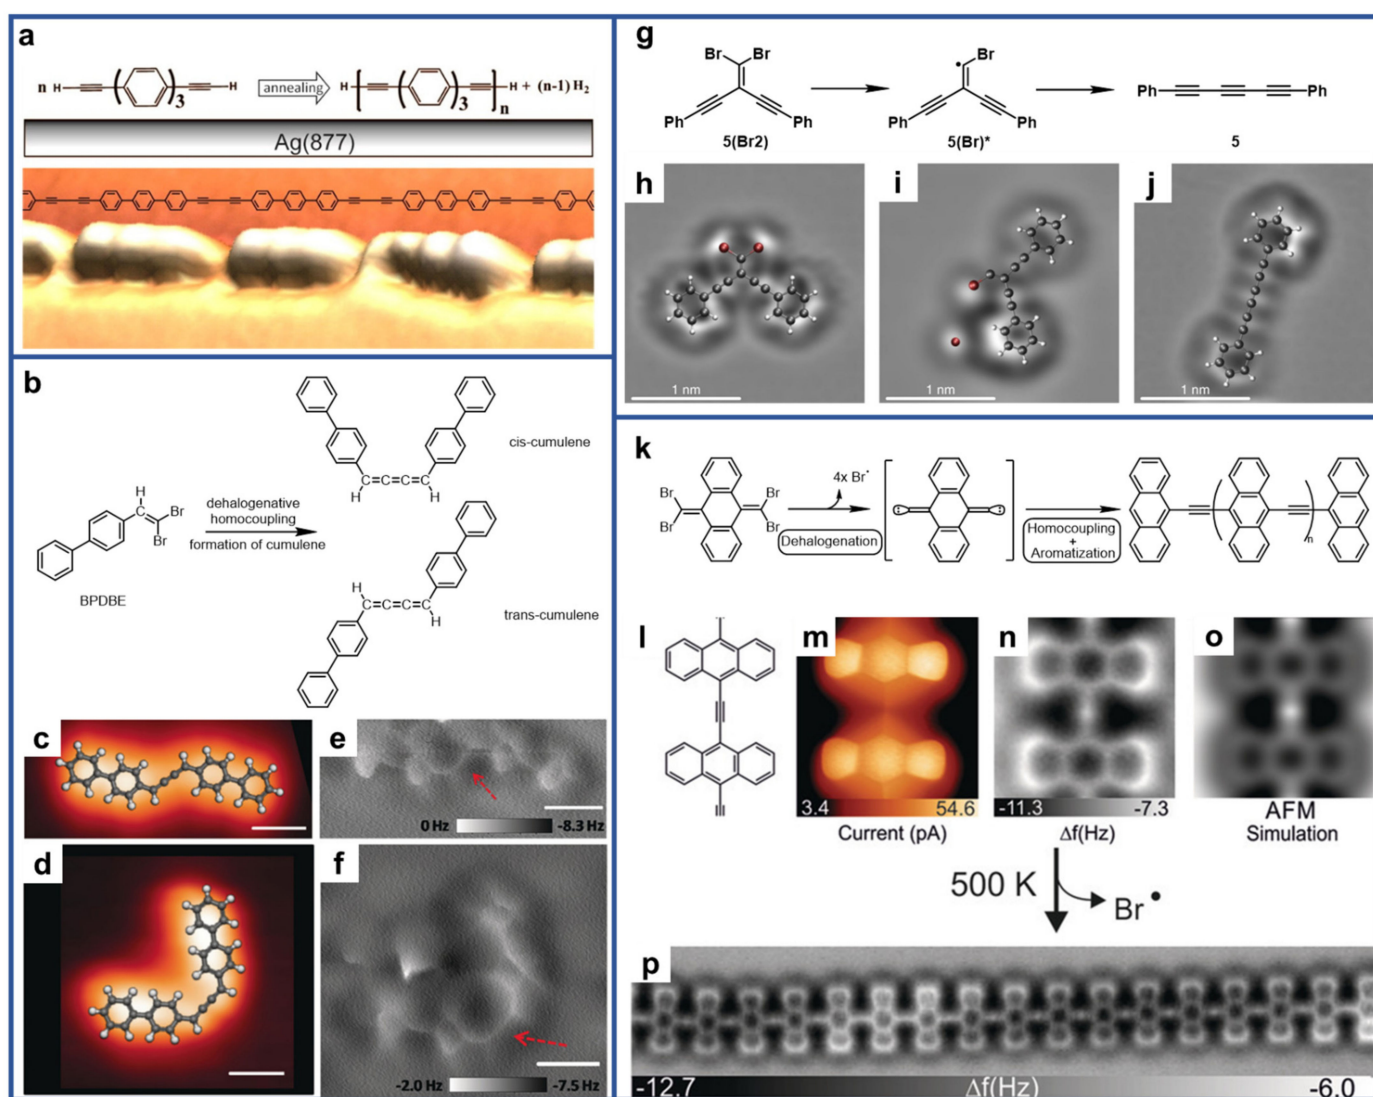 a
n H ( )3 H annealing H [ ( )3 ]n H + (n-1) H2
Ag(877)
b
cis-cumulene
H C=C=C=C H
H
Br
Br
BPDBE
dehalogenative
homocoupling
formation of cumulene
H C=C=C=C H
trans-cumulene
c
e
0 Hz -8.3 Hz
d
f
-2.0 Hz -7.5 Hz
g
Br Br
Ph Ph
5(Br2)
Br
Ph Ph
5(Br)*
Ph Ph
5
h
1 nm
i
1 nm
j
1 nm
k
Br Br
Br Br
4x Br•
Dehalogenation
Homocoupling
+
Aromatization
n
l
m
3.4 54.6
Current (pA)
n
-11.3 -7.3
Δf(Hz)
o
AFM
Simulation
500 K
Br•
p
-12.7 Δf(Hz) -6.0